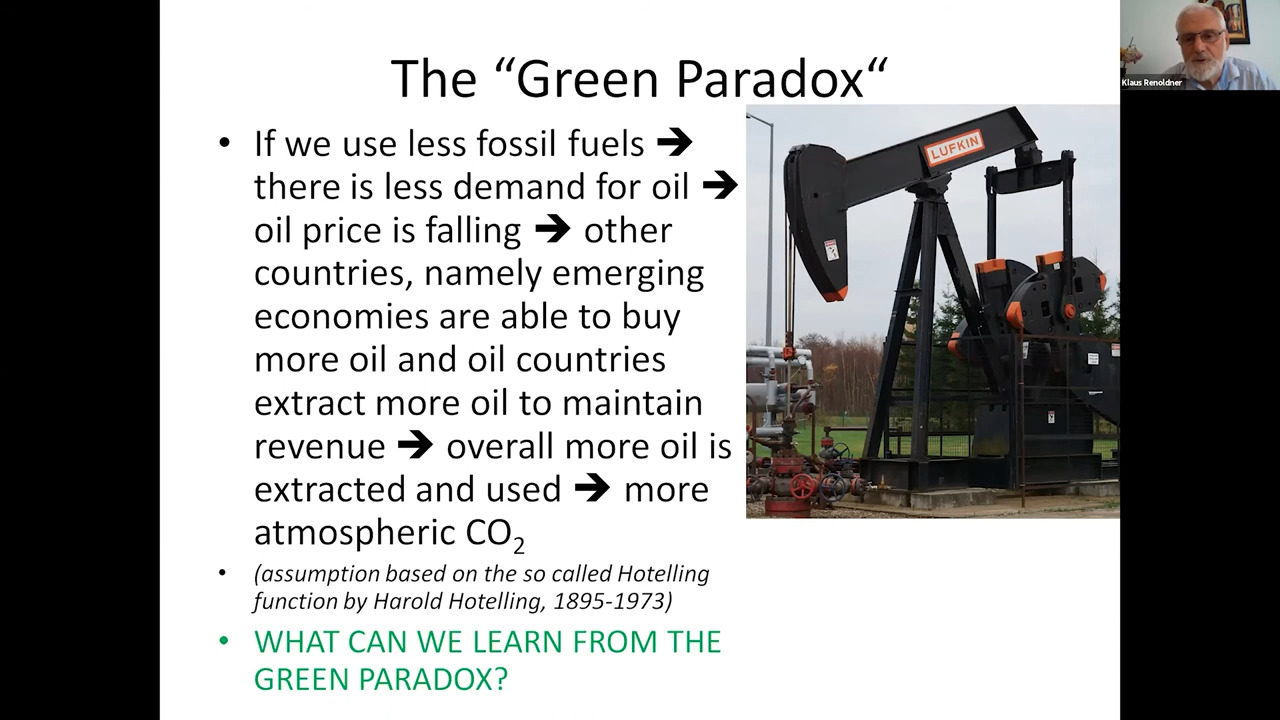 The “Green Paradox“
• If we use less fossil fuels ➔
there is less demand for oil ➔
oil price is falling ➔ other
countries, namely emerging
economies are able to buy
more oil and oil countries
extract more oil to maintain
revenue ➔ overall more oil is
extracted and used ➔ more
atmospheric CO₂
• (assumption based on the so called Hotelling
function by Harold Hotelling, 1895-1973)
• WHAT CAN WE LEARN FROM THE
GREEN PARADOX?
LUFKIN
Klaus Renoldner